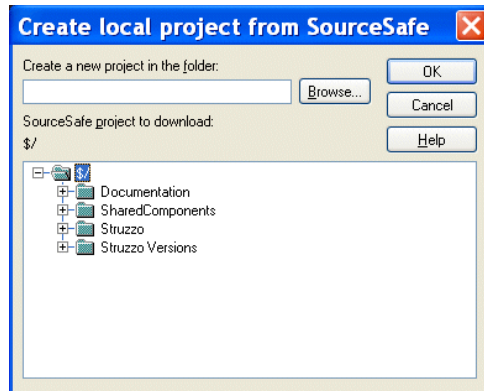 Create local project from SourceSafe
Create a new project in the folder:
Browse...
OK
Cancel
Help
SourceSafe project to download:
$/
$/
Documentation
SharedComponents
Struzzo
Struzzo Versions